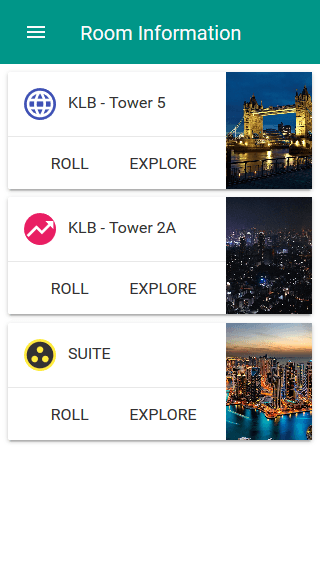 Room Information
KLB - Tower 5
ROLL EXPLORE
KLB - Tower 2A
ROLL EXPLORE
SUITE
ROLL EXPLORE